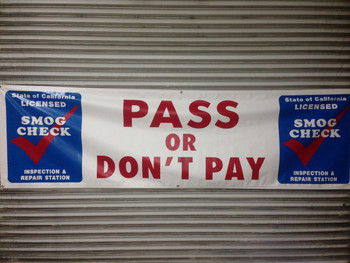 State of California
LICENSED
SMOG
CHECK
INSPECTION &
REPAIR STATION
PASS
OR
DON'T PAY
State of California
LICENSED
SMOG
CHECK
INSPECTION &
REPAIR STATION